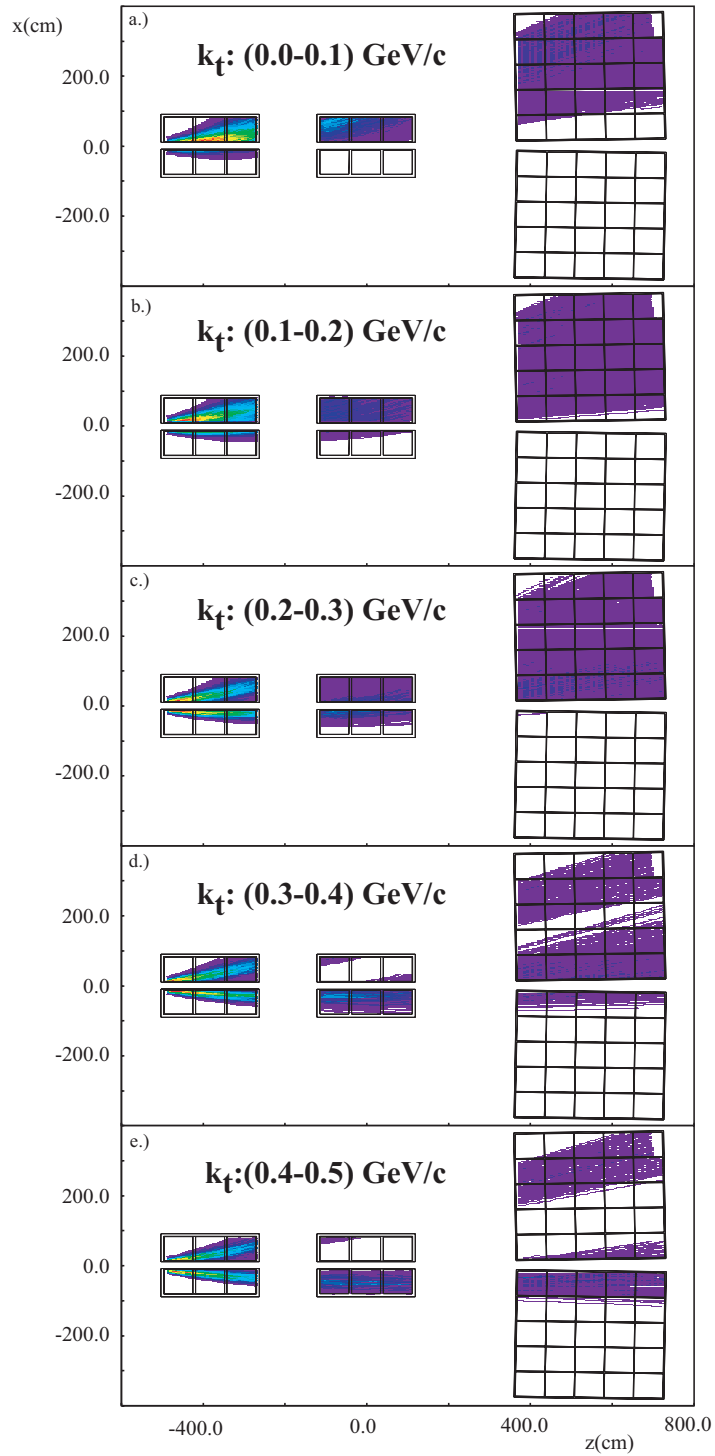 x(cm)
a.)
k_t: (0.0-0.1) GeV/c
200.0
0.0
-200.0
b.)
k_t: (0.1-0.2) GeV/c
200.0
0.0
-200.0
c.)
k_t: (0.2-0.3) GeV/c
200.0
0.0
-200.0
d.)
k_t: (0.3-0.4) GeV/c
200.0
0.0
-200.0
e.)
k_t:(0.4-0.5) GeV/c
200.0
0.0
-200.0
-400.0 0.0 400.0 800.0
z(cm)